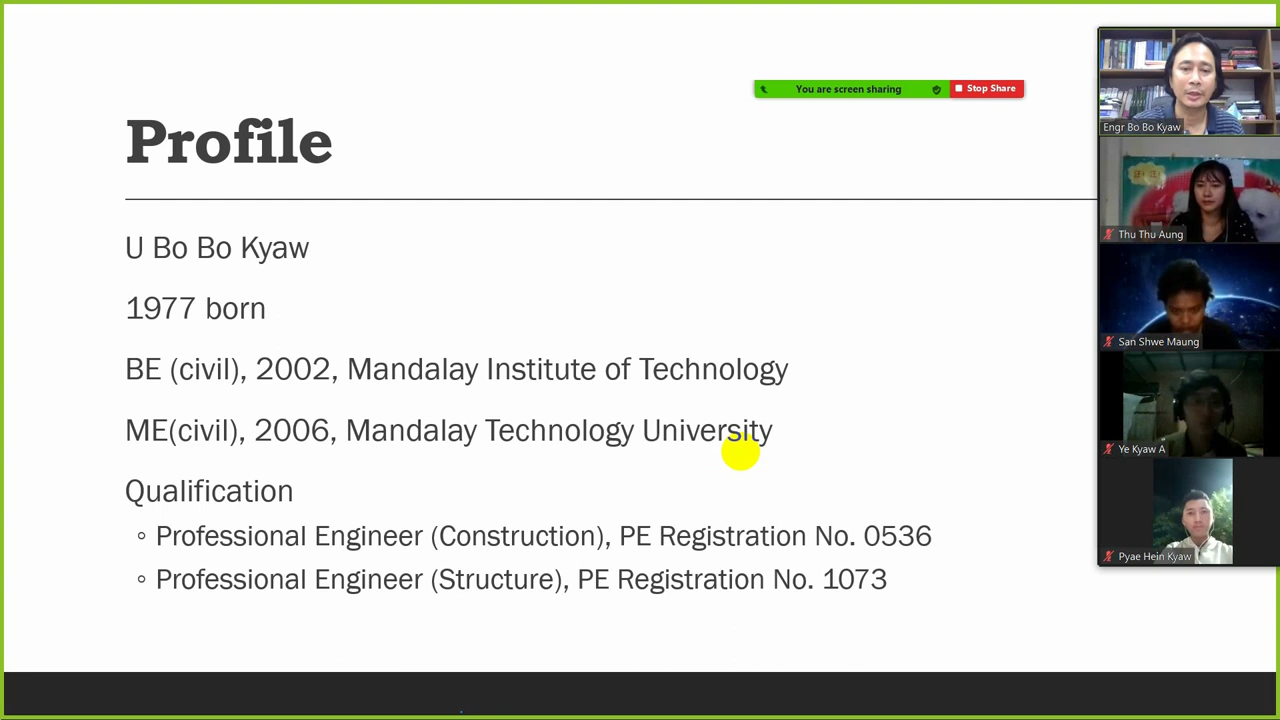 You are screen sharing
Stop Share
Profile
U Bo Bo Kyaw
1977 born
BE (civil), 2002, Mandalay Institute of Technology
ME(civil), 2006, Mandalay Technology University
Qualification
◦ Professional Engineer (Construction), PE Registration No. 0536
◦ Professional Engineer (Structure), PE Registration No. 1073
Engr Bo Bo Kyaw
Thu Thu Aung
San Shwe Maung
Ye Kyaw A
Pyae Hein Kyaw